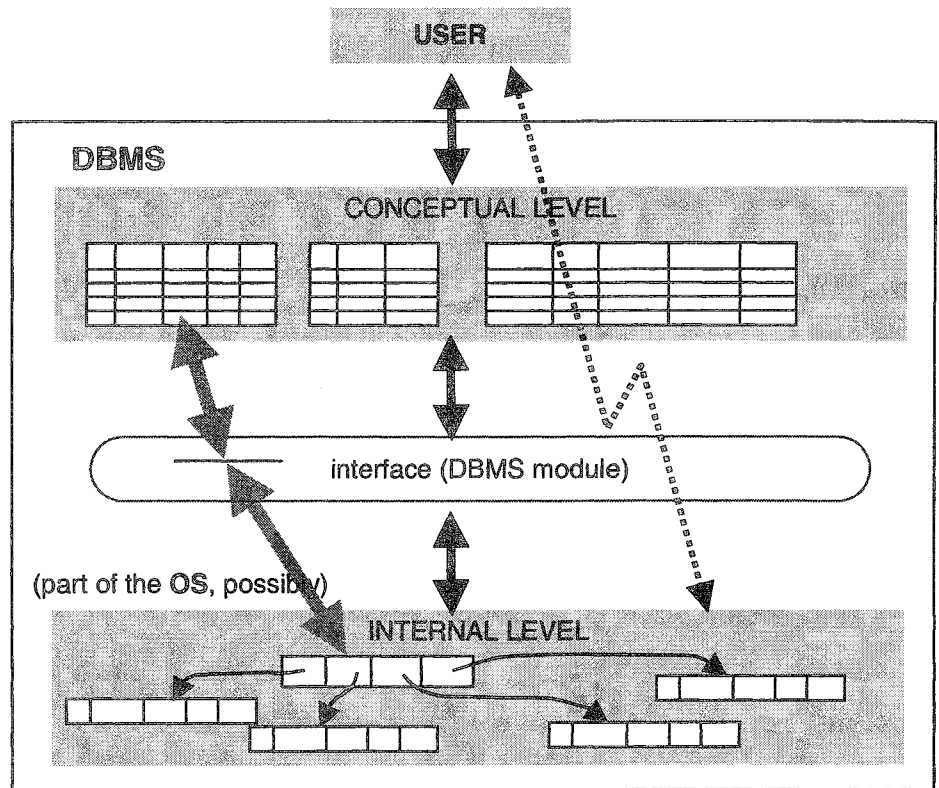 USER
DBMS
CONCEPTUAL LEVEL
interface (DBMS module)
(part of the OS, possibly)
INTERNAL LEVEL